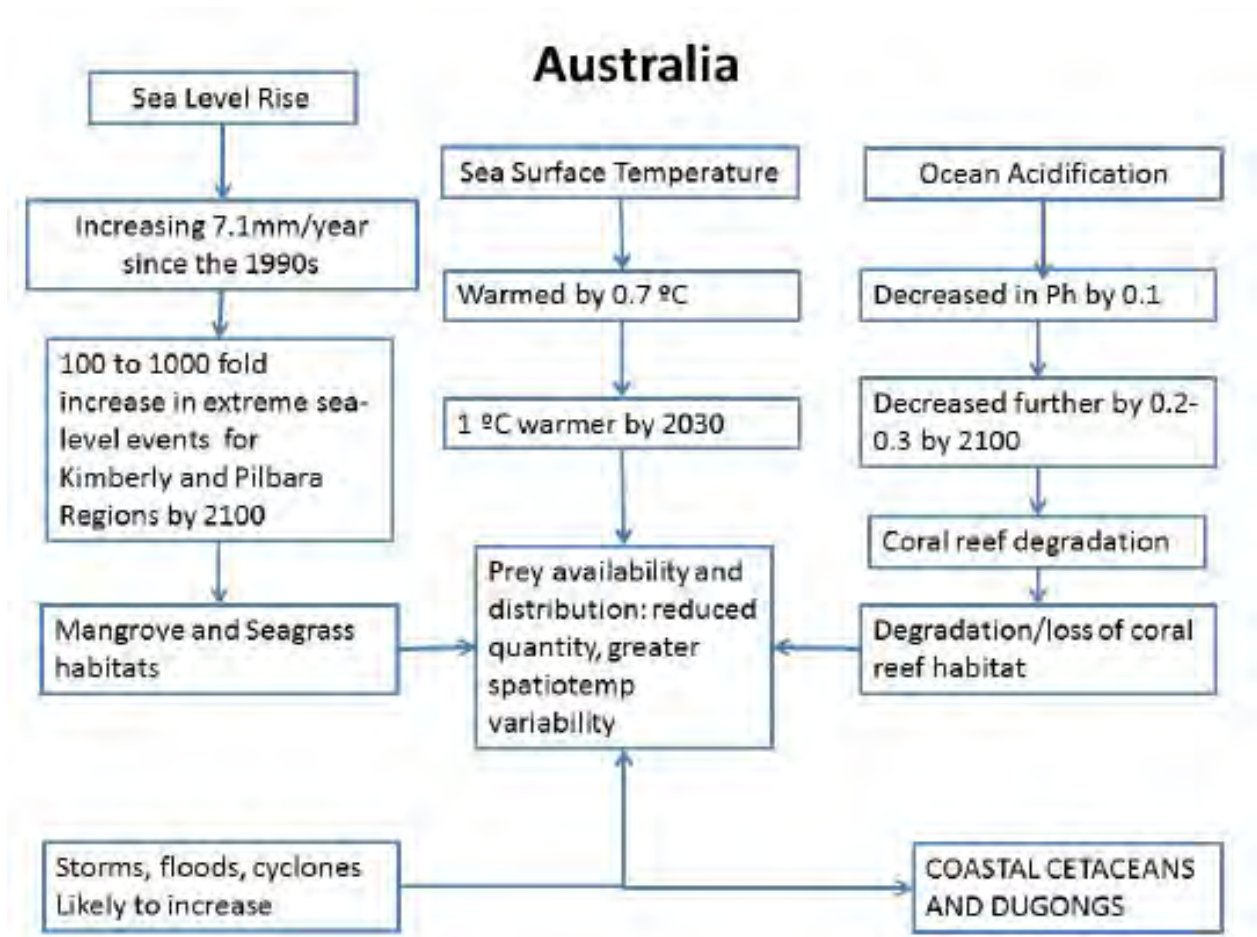 Australia
Sea Level Rise
Increasing 7.1mm/year
since the 1990s
100 to 1000 fold
increase in extreme sea-
level events for
Kimberly and Pilbara
Regions by 2100
Mangrove and Seagrass
habitats
Sea Surface Temperature
Warmed by 0.7 ºC
1 ºC warmer by 2030
Prey availability and
distribution: reduced
quantity, greater
spatiotemp
variability
Ocean Acidification
Decreased in Ph by 0.1
Decreased further by 0.2-
0.3 by 2100
Coral reef degradation
Degradation/loss of coral
reef habitat
Storms, floods, cyclones
Likely to increase
COASTAL CETACEANS
AND DUGONGS